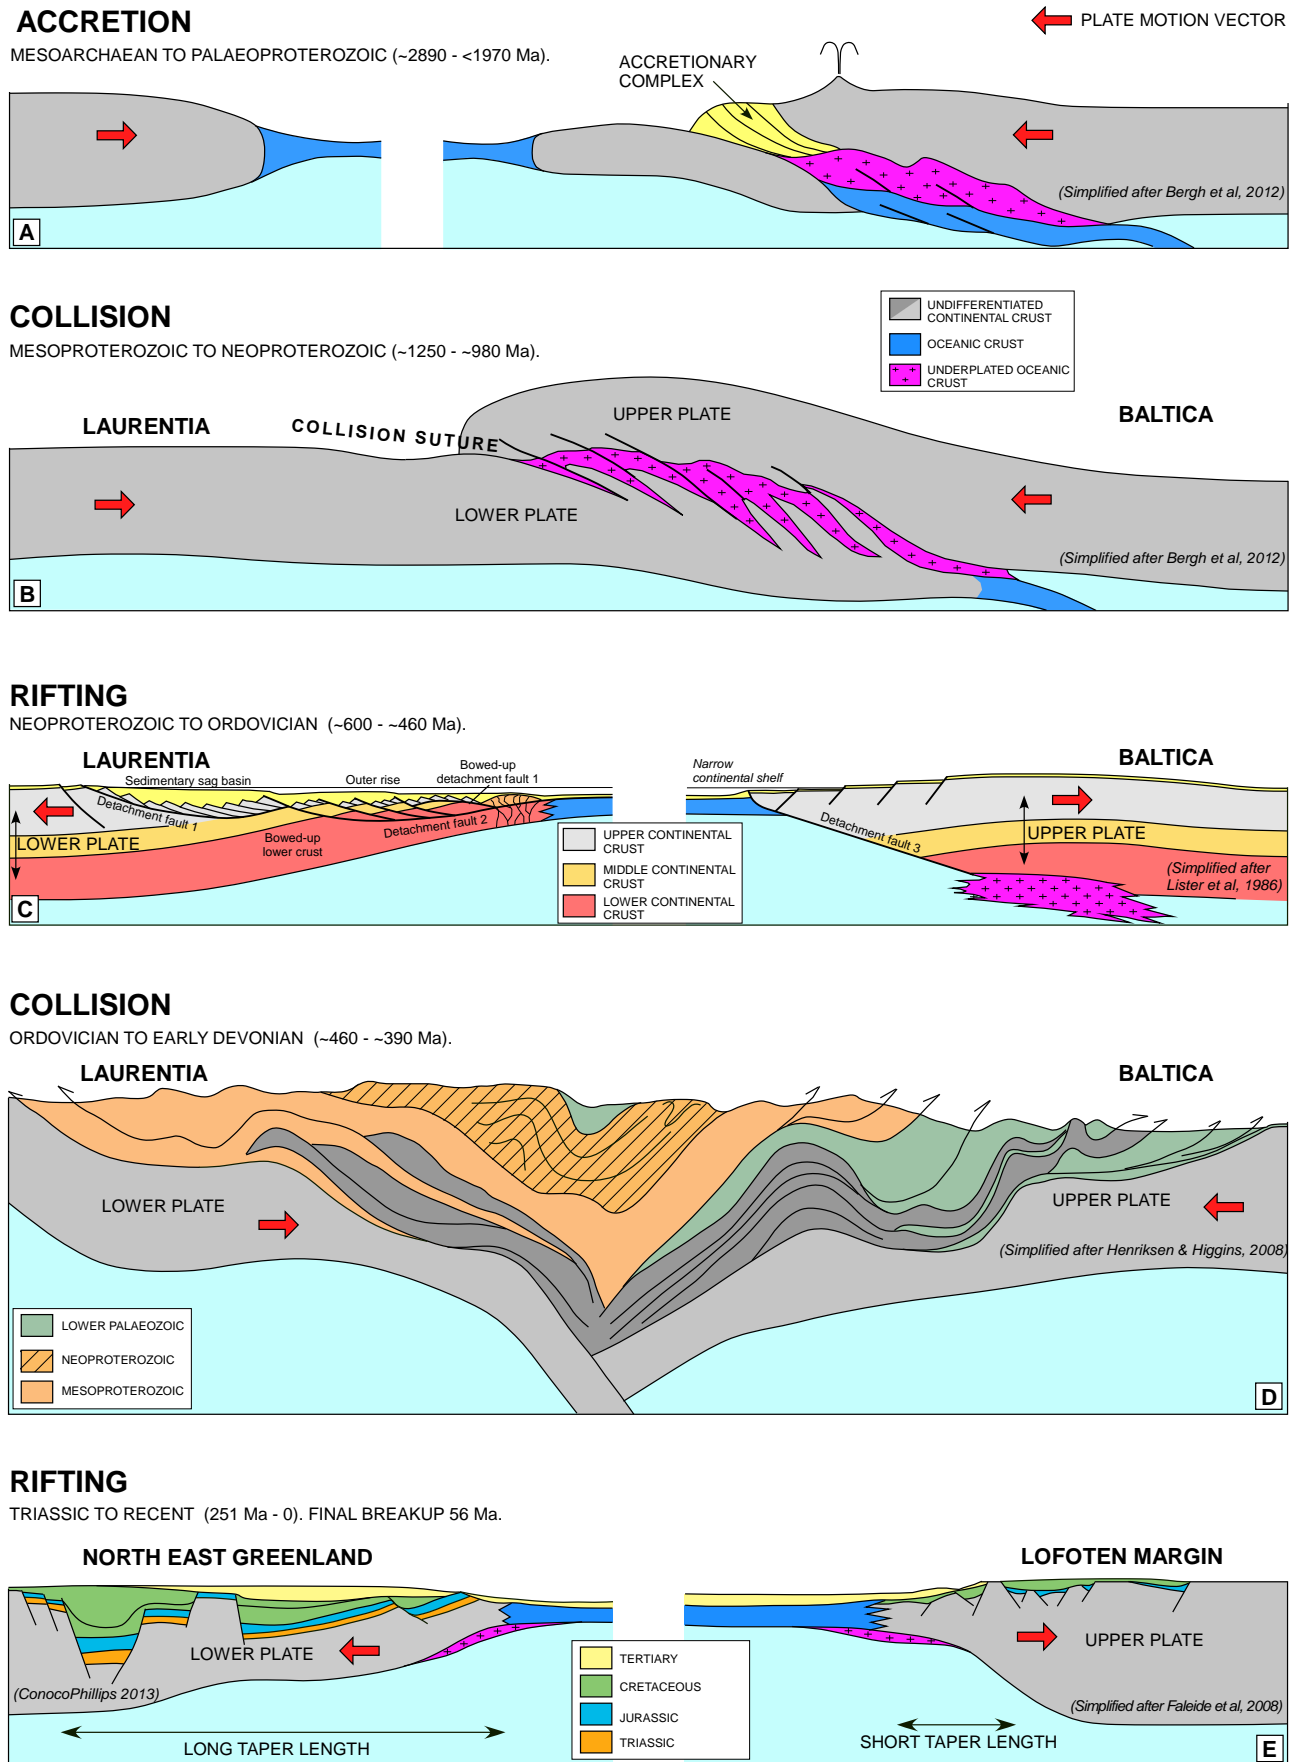 ACCRETION
PLATE MOTION VECTOR
MESOARCHAEAN TO PALAEOPROTEROZOIC (~2890 - <1970 Ma).
ACCRETIONARY
COMPLEX
(Simplified after Bergh et al, 2012)
A
COLLISION
MESOPROTEROZOIC TO NEOPROTEROZOIC (~1250 - ~980 Ma).
UNDIFFERENTIATED
CONTINENTAL CRUST
OCEANIC CRUST
UNDERPLATED OCEANIC
CRUST
LAURENTIA
COLLISION SUTURE
UPPER PLATE
BALTICA
LOWER PLATE
(Simplified after Bergh et al, 2012)
B
RIFTING
NEOPROTEROZOIC TO ORDOVICIAN (~600 - ~460 Ma).
LAURENTIA
BALTICA
Sedimentary sag basin
Outer rise
Bowed-up
detachment fault 1
Narrow
continental shelf
Detachment fault 1
Detachment fault 2
Detachment fault 3
LOWER PLATE
Bowed-up
lower crust
UPPER PLATE
UPPER CONTINENTAL
CRUST
MIDDLE CONTINENTAL
CRUST
LOWER CONTINENTAL
CRUST
(Simplified after
Lister et al, 1986)
C
COLLISION
ORDOVICIAN TO EARLY DEVONIAN (~460 - ~390 Ma).
LAURENTIA
BALTICA
LOWER PLATE
UPPER PLATE
(Simplified after Henriksen & Higgins, 2008)
LOWER PALAEOZOIC
NEOPROTEROZOIC
MESOPROTEROZOIC
D
RIFTING
TRIASSIC TO RECENT (251 Ma - 0). FINAL BREAKUP 56 Ma.
NORTH EAST GREENLAND
LOFOTEN MARGIN
LOWER PLATE
UPPER PLATE
TERTIARY
CRETACEOUS
JURASSIC
TRIASSIC
(ConocoPhillips 2013)
(Simplified after Faleide et al, 2008)
LONG TAPER LENGTH
SHORT TAPER LENGTH
E